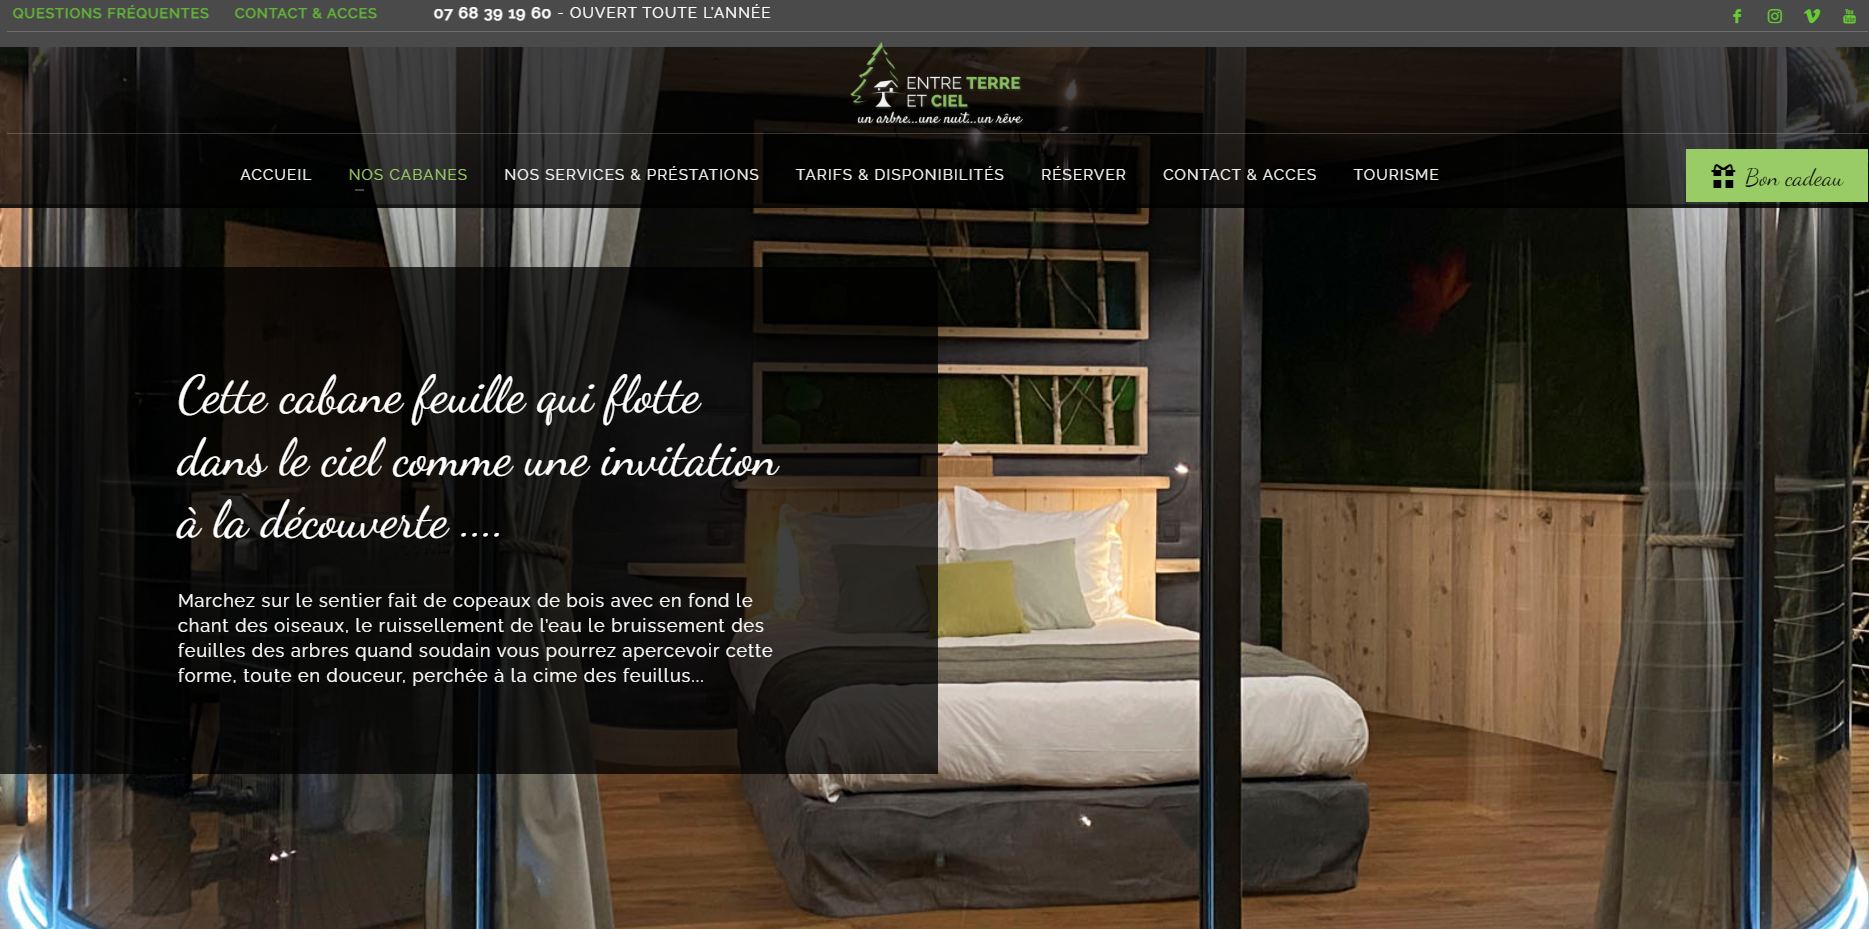 QUESTIONS FRÉQUENTES CONTACT & ACCES 07 68 39 19 60 - OUVERT TOUTE L'ANNÉE
ENTRE TERRE
ET CIEL
un arbre...une nuit...un rêve
ACCUEIL NOS CABANES NOS SERVICES & PRÉSTATIONS TARIFS & DISPONIBILITÉS RÉSERVER CONTACT & ACCES TOURISME
Bon cadeau
Cette cabane feuille qui flotte
dans le ciel comme une invitation
à la découverte ....
Marchez sur le sentier fait de copeaux de bois avec en fond le
chant des oiseaux, le ruissellement de l'eau le bruissement des
feuilles des arbres quand soudain vous pourrez apercevoir cette
forme, toute en douceur, perchée à la cime des feuillus...